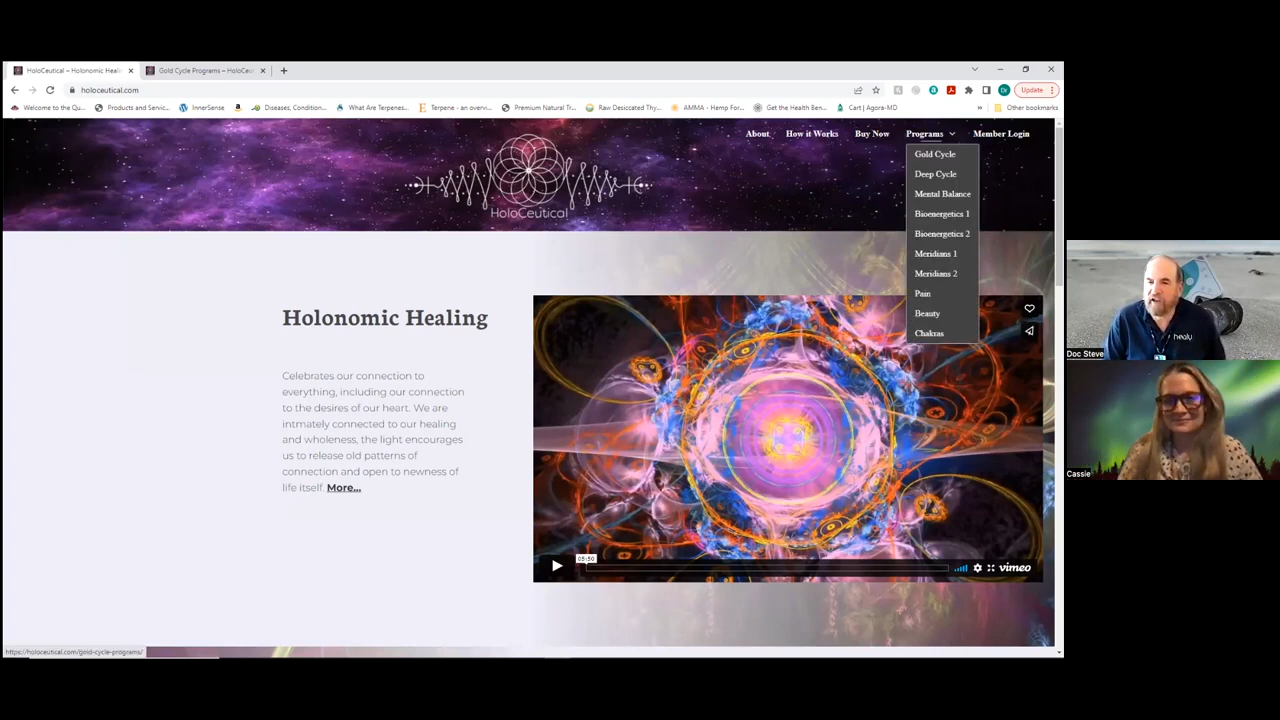 HoloCeutical – Holonomic Heali
Gold Cycle Programs – HoloCeu
holoceutical.com
Update
Welcome to the Qu...
Products and Servic...
InnerSense
Diseases, Condition...
What Are Terpenes...
Terpene - an overvi...
Premium Natural Tr...
Raw Desiccated Thy...
AMMA - Hemp For...
Get the Health Ben...
Cart | Agora-MD
Other bookmarks
About
How it Works
Buy Now
Programs
Member Login
HoloCeutical
Gold Cycle
Deep Cycle
Mental Balance
Bioenergetics 1
Bioenergetics 2
Meridians 1
Meridians 2
Pain
Beauty
Chakras
Holonomic Healing
Celebrates our connection to
everything, including our connection
to the desires of our heart. We are
intmately connected to our healing
and wholeness, the light encourages
us to release old patterns of
connection and open to newness of
life itself. More...
05:50
vimeo
https://holoceutical.com/gold-cycle-programs/
healy
Doc Steve
Cassie